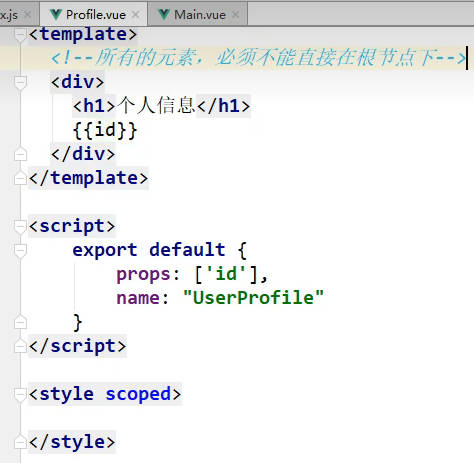 x.js × Profile.vue × Main.vue ×
<template>
<!--所有的元素，必须不能直接在根节点下-->
<div>
<h1>个人信息</h1>
{{id}}
</div>
</template>
<script>
export default {
props: ['id'],
name: "UserProfile"
}
</script>
<style scoped>
</style>